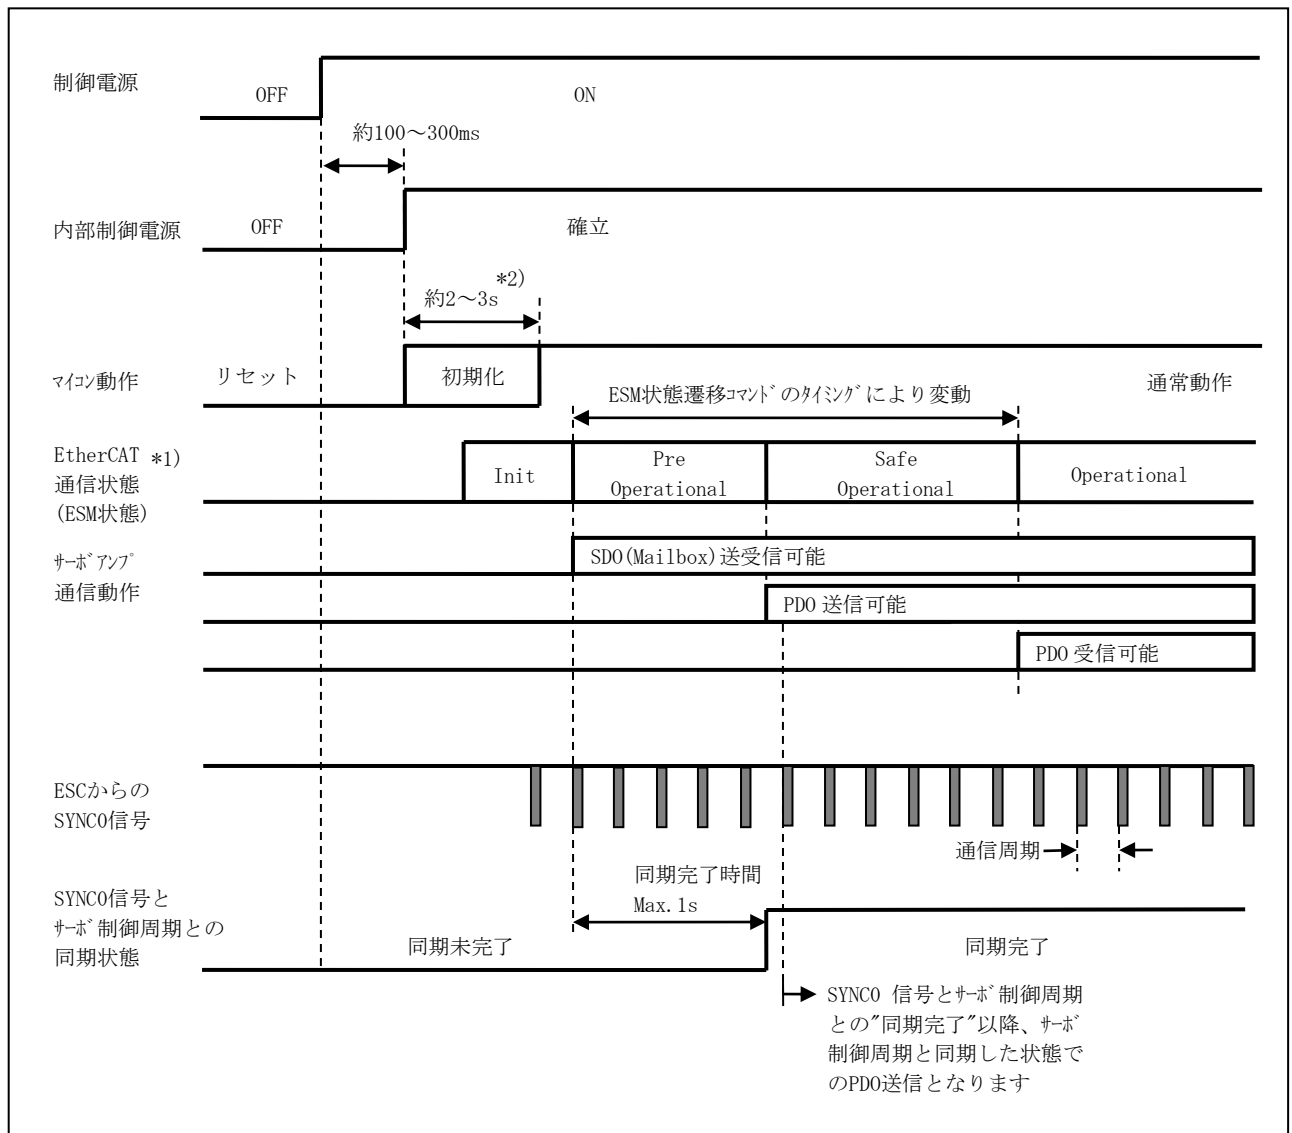 制御電源
OFF
ON
約100～300ms
内部制御電源
OFF
確立
*2)
約2～3s
マイコン動作
リセット
初期化
ESM状態遷移コマンドのタイミングにより変動
通常動作
EtherCAT *1)
通信状態
(ESM状態)
Init
Pre
Operational
Safe
Operational
Operational
サーボアンプ
通信動作
SDO(Mailbox)送受信可能
PDO 送信可能
PDO 受信可能
ESCからの
SYNC0信号
通信周期
SYNC0信号と
サーボ制御周期との
同期状態
同期完了時間
Max.1s
同期未完了
同期完了
SYNC0 信号とサーボ制御周期
との"同期完了"以降、サーボ
制御周期と同期した状態で
のPDO送信となります